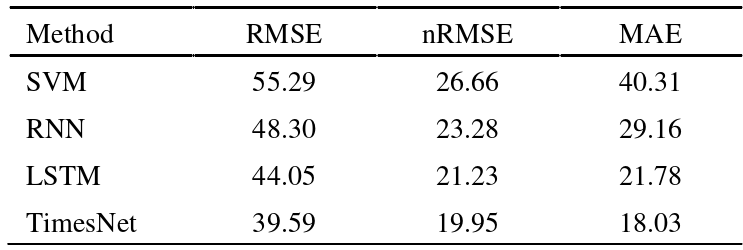 Method RMSE nRMSE MAE
SVM 55.29 26.66 40.31
RNN 48.30 23.28 29.16
LSTM 44.05 21.23 21.78
TimesNet 39.59 19.95 18.03